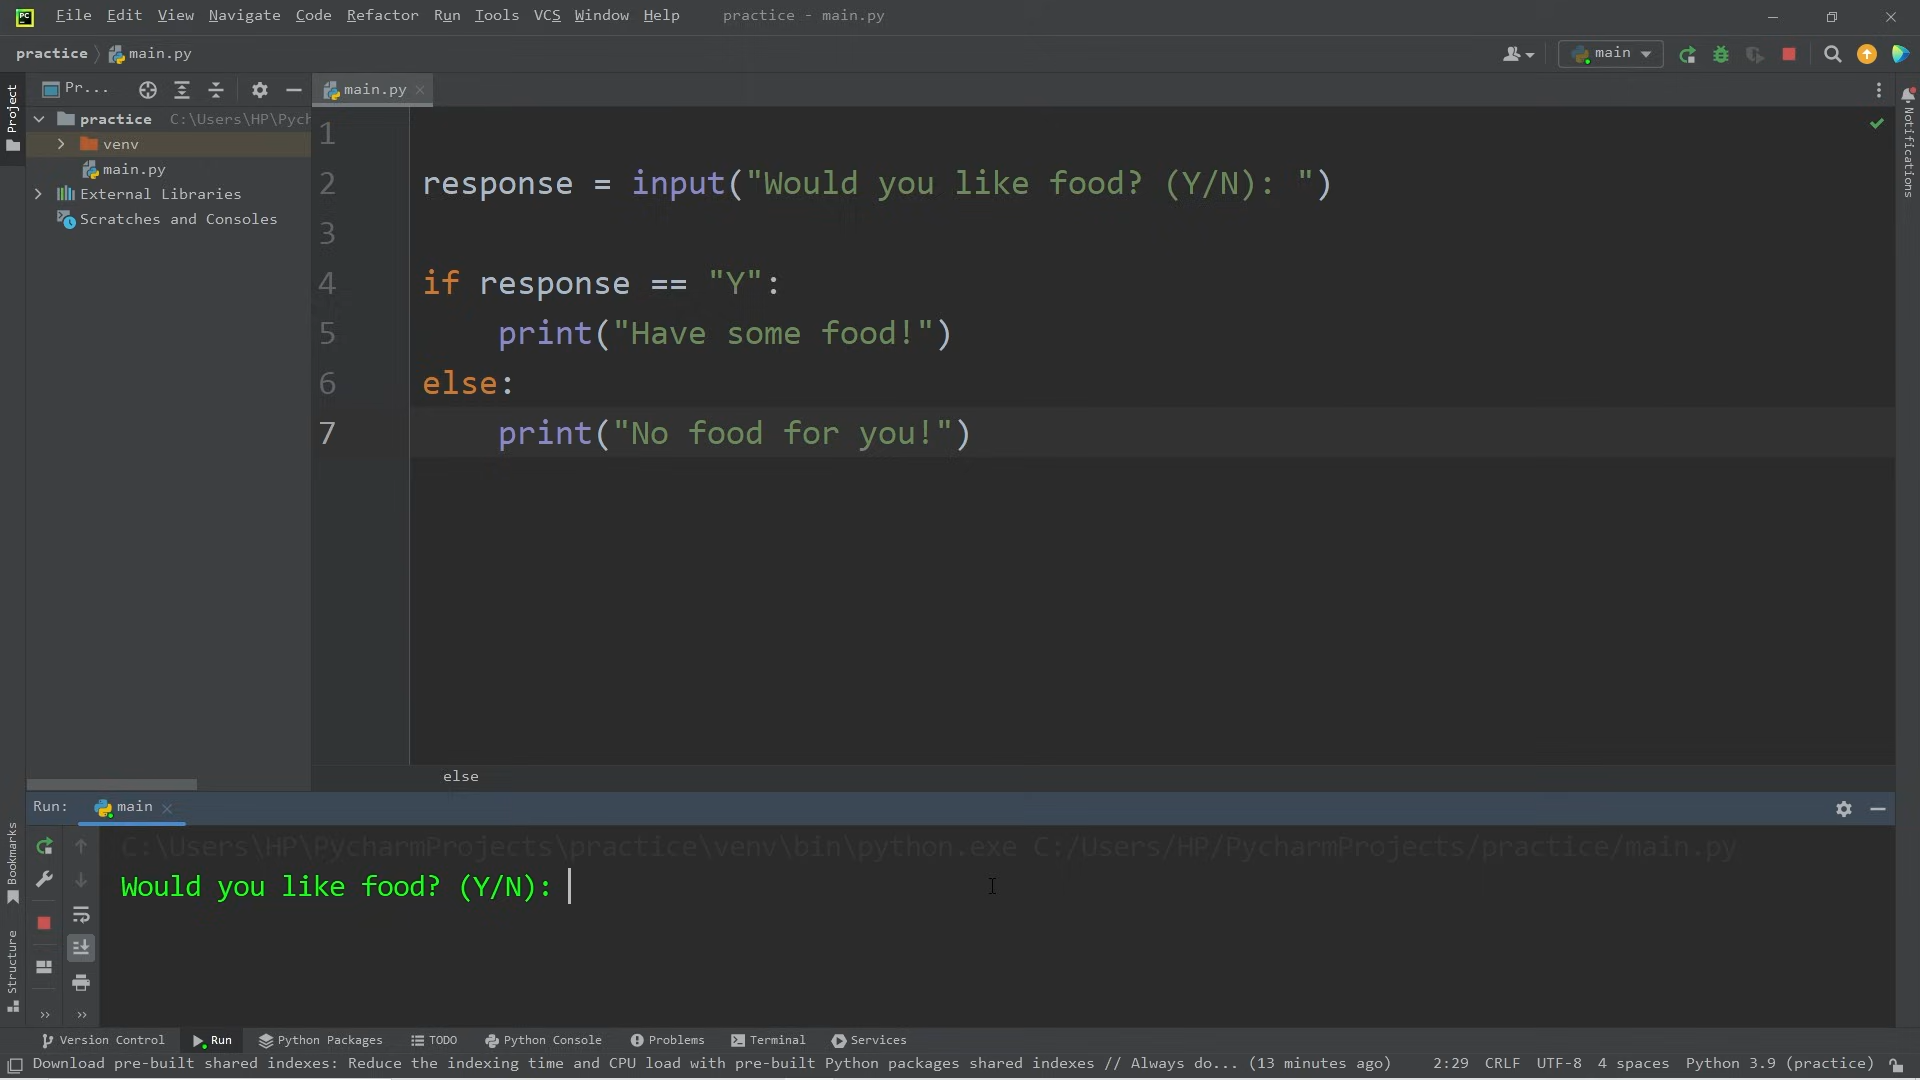 PC File Edit View Navigate Code Refactor Run Tools VCS Window Help practice - main.py
practice main.py main
Project Pr... main.py
practice C:\Users\HP\Pych
venv
main.py
External Libraries
Scratches and Consoles
Notifications
1
2 response = input("Would you like food? (Y/N): ")
3
4 if response == "Y":
5 print("Have some food!")
6 else:
7 print("No food for you!")
else
Run: main
C:\Users\HP\PycharmProjects\practice\venv\bin\python.exe C:/Users/HP/PycharmProjects/practice/main.py
Would you like food? (Y/N):
Bookmarks
Structure
Version Control Run Python Packages TODO Python Console Problems Terminal Services
Download pre-built shared indexes: Reduce the indexing time and CPU load with pre-built Python packages shared indexes // Always do... (13 minutes ago) 2:29 CRLF UTF-8 4 spaces Python 3.9 (practice)